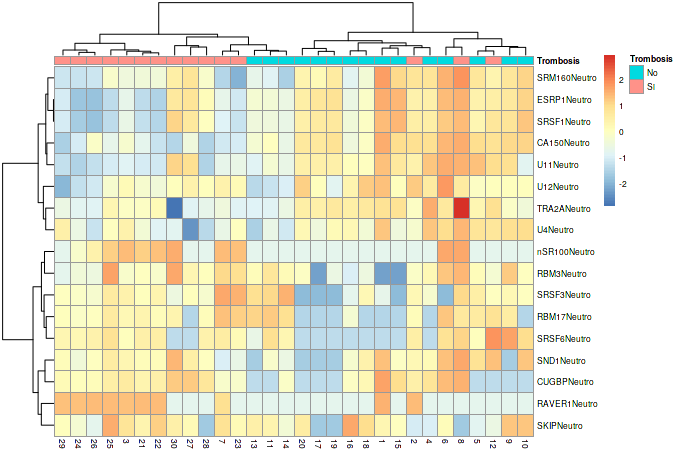 Trombosis
SRM160Neutro
ESRP1Neutro
SRSF1Neutro
CA150Neutro
U11Neutro
U12Neutro
TRA2ANeutro
U4Neutro
nSR100Neutro
RBM3Neutro
SRSF3Neutro
RBM17Neutro
SRSF6Neutro
SND1Neutro
CUGBPNeutro
RAVER1Neutro
SKIPNeutro
29 24 26 25 3 21 22 30 27 28 7 23 13 11 14 20 17 19 16 18 1 15 2 4 6 8 5 12 9 10
2
1
0
-1
-2
Trombosis
No
SI